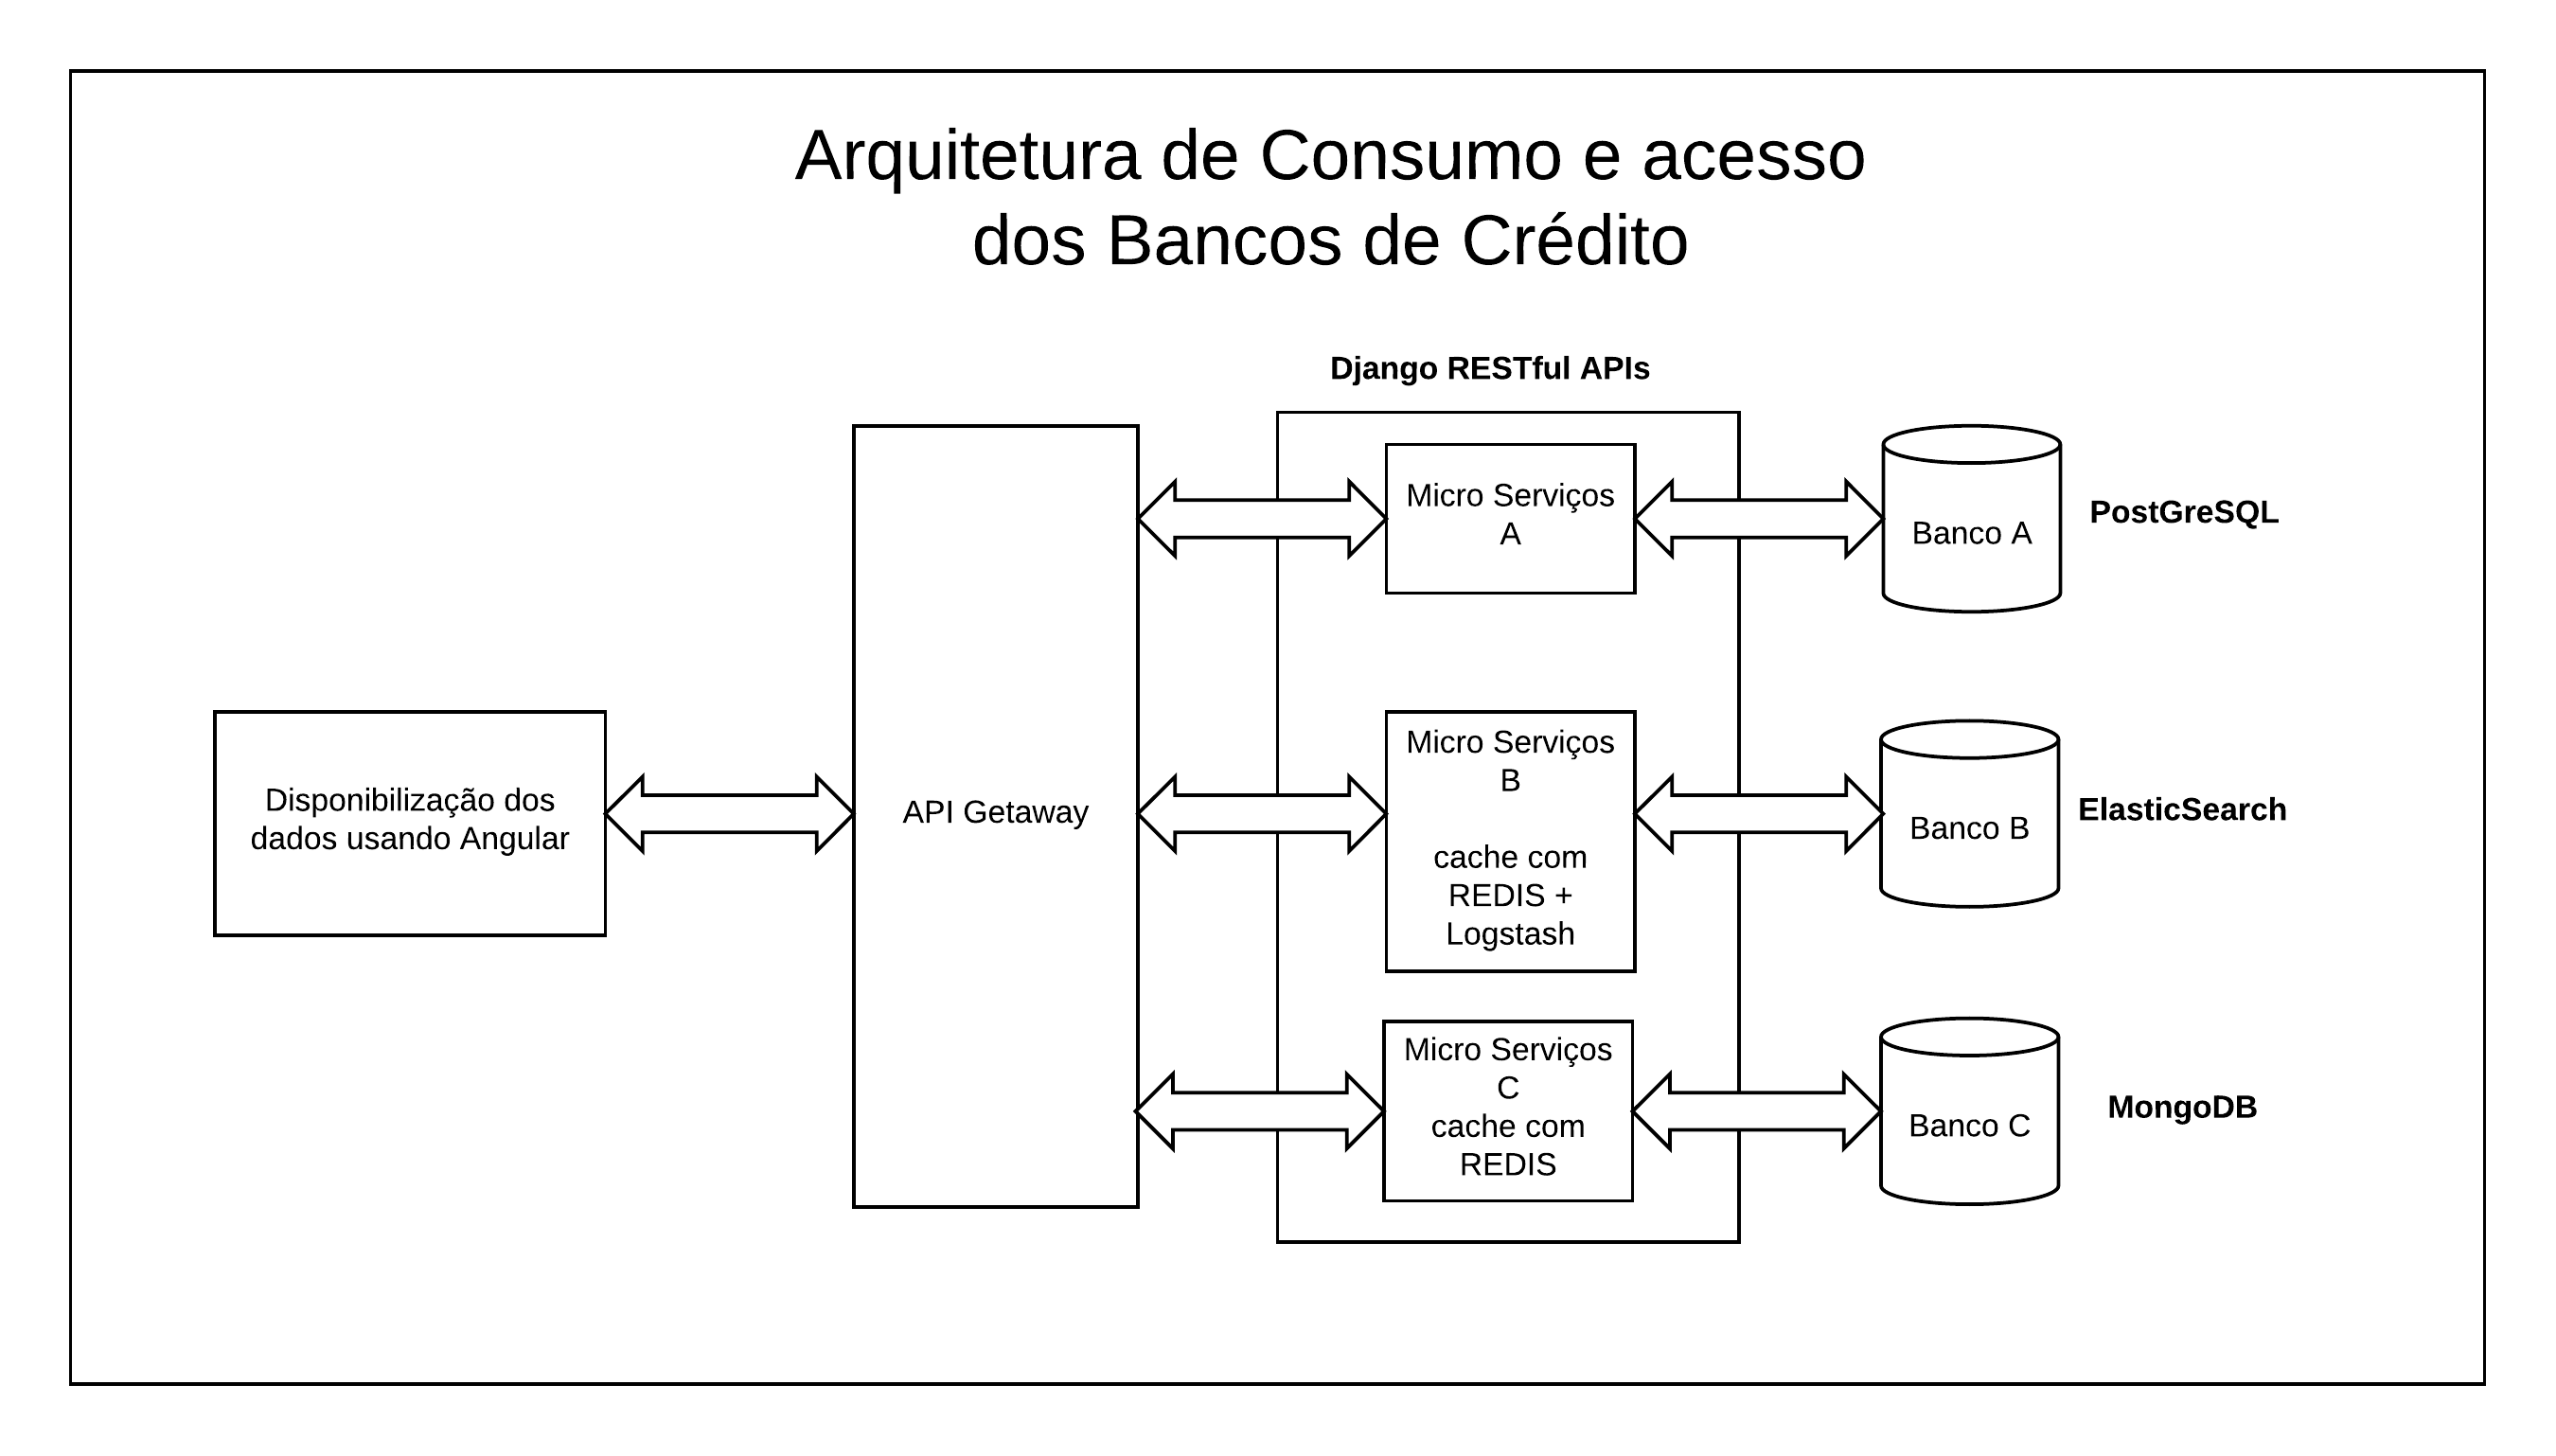 Arquitetura de Consumo e acesso
dos Bancos de Crédito
Django RESTful APIs
Micro Serviços
A
Banco A
PostGreSQL
Disponibilização dos
dados usando Angular
API Getaway
Micro Serviços
B
cache com
REDIS +
Logstash
Banco B
ElasticSearch
Micro Serviços
C
cache com
REDIS
Banco C
MongoDB